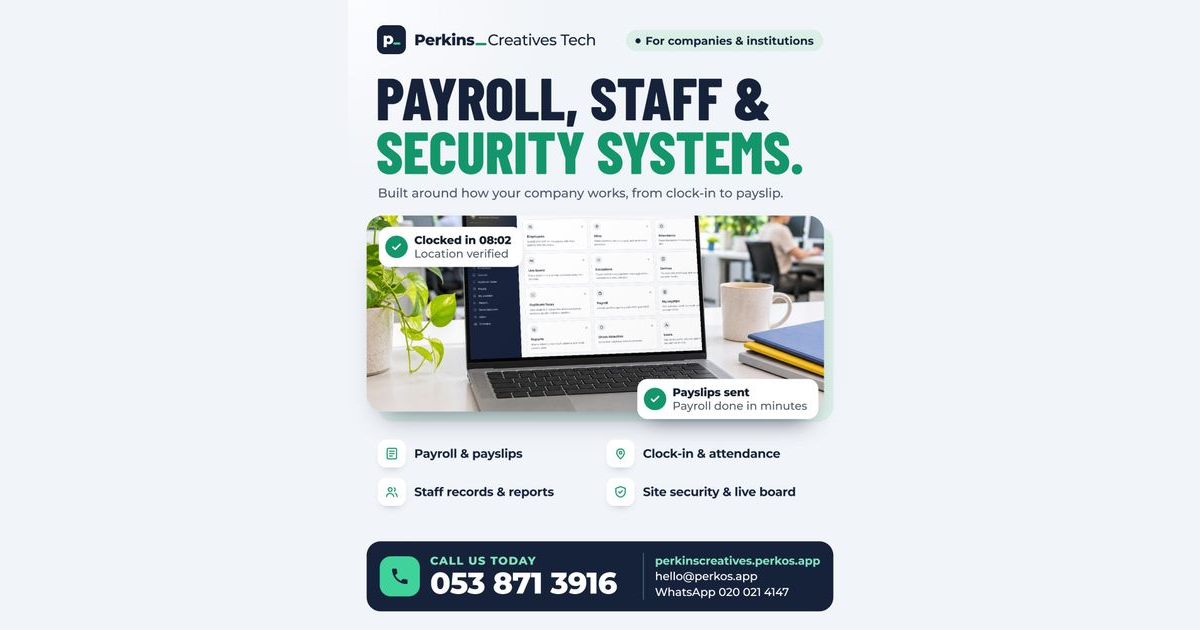 p_
Perkins_Creatives Tech
For companies & institutions
PAYROLL, STAFF &
SECURITY SYSTEMS.
Built around how your company works, from clock-in to payslip.
Clocked in 08:02
Location verified
Payroll
Payslips sent
Payroll done in minutes
Payroll & payslips
Clock-in & attendance
Staff records & reports
Site security & live board
CALL US TODAY
053 871 3916
perkinscreatives.perkos.app
hello@perkos.app
WhatsApp 020 021 4147